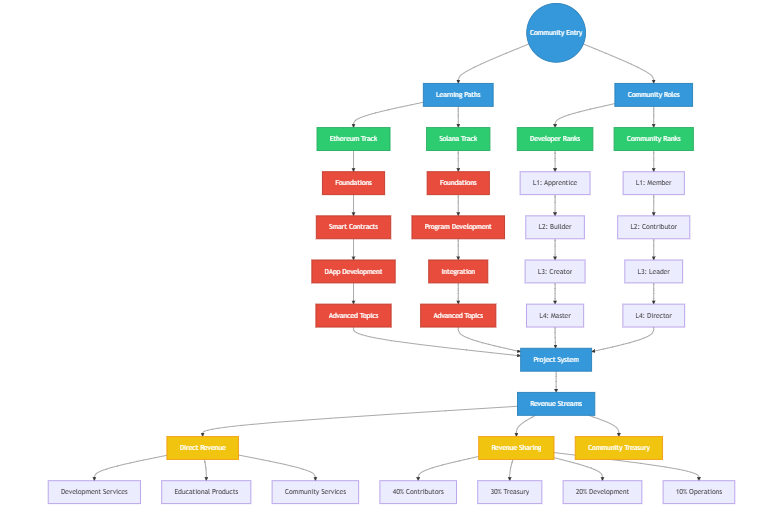 Community Entry
Learning Paths
Community Roles
Ethereum Track
Solana Track
Developer Ranks
Community Ranks
Foundations
Foundations
L1: Apprentice
L1: Member
Smart Contracts
Program Development
L2: Builder
L2: Contributor
DApp Development
Integration
L3: Creator
L3: Leader
Advanced Topics
Advanced Topics
L4: Master
L4: Director
Project System
Revenue Streams
Direct Revenue
Revenue Sharing
Community Treasury
Development Services
Educational Products
Community Services
40% Contributors
30% Treasury
20% Development
10% Operations